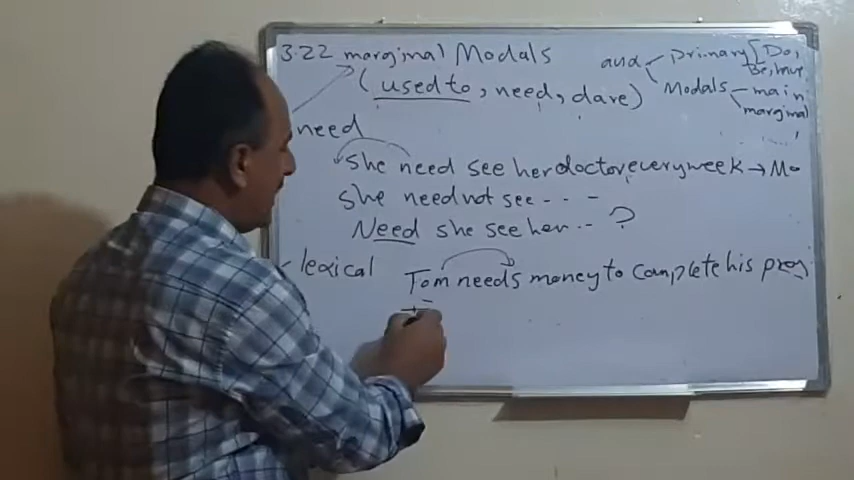 3.22 marginal Modals
(used to, need, dare)
aux primary [Do,
Be, have
Modals main
marginal
need
she need see her doctor every week → Mo
she need not see . . . -
Need she see her . . - ?
lexical Tom needs money to complete his proj